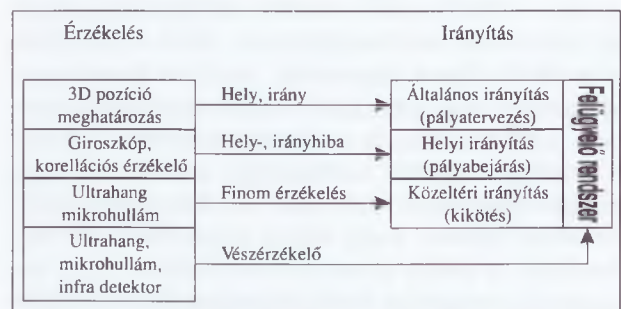 Érzékelés
Irányítás
3D pozíció
meghatározás
Hely, irány
Általános irányítás
(pályatervezés)
Giroszkóp,
korellációs érzékelő
Hely-, irányhiba
Helyi irányítás
(pályabejárás)
Ultrahang
mikrohullám
Finom érzékelés
Közeltéri irányítás
(kikötés)
Ultrahang,
mikrohullám,
infra detektor
Vészérzékelő
Felügyelő rendszer